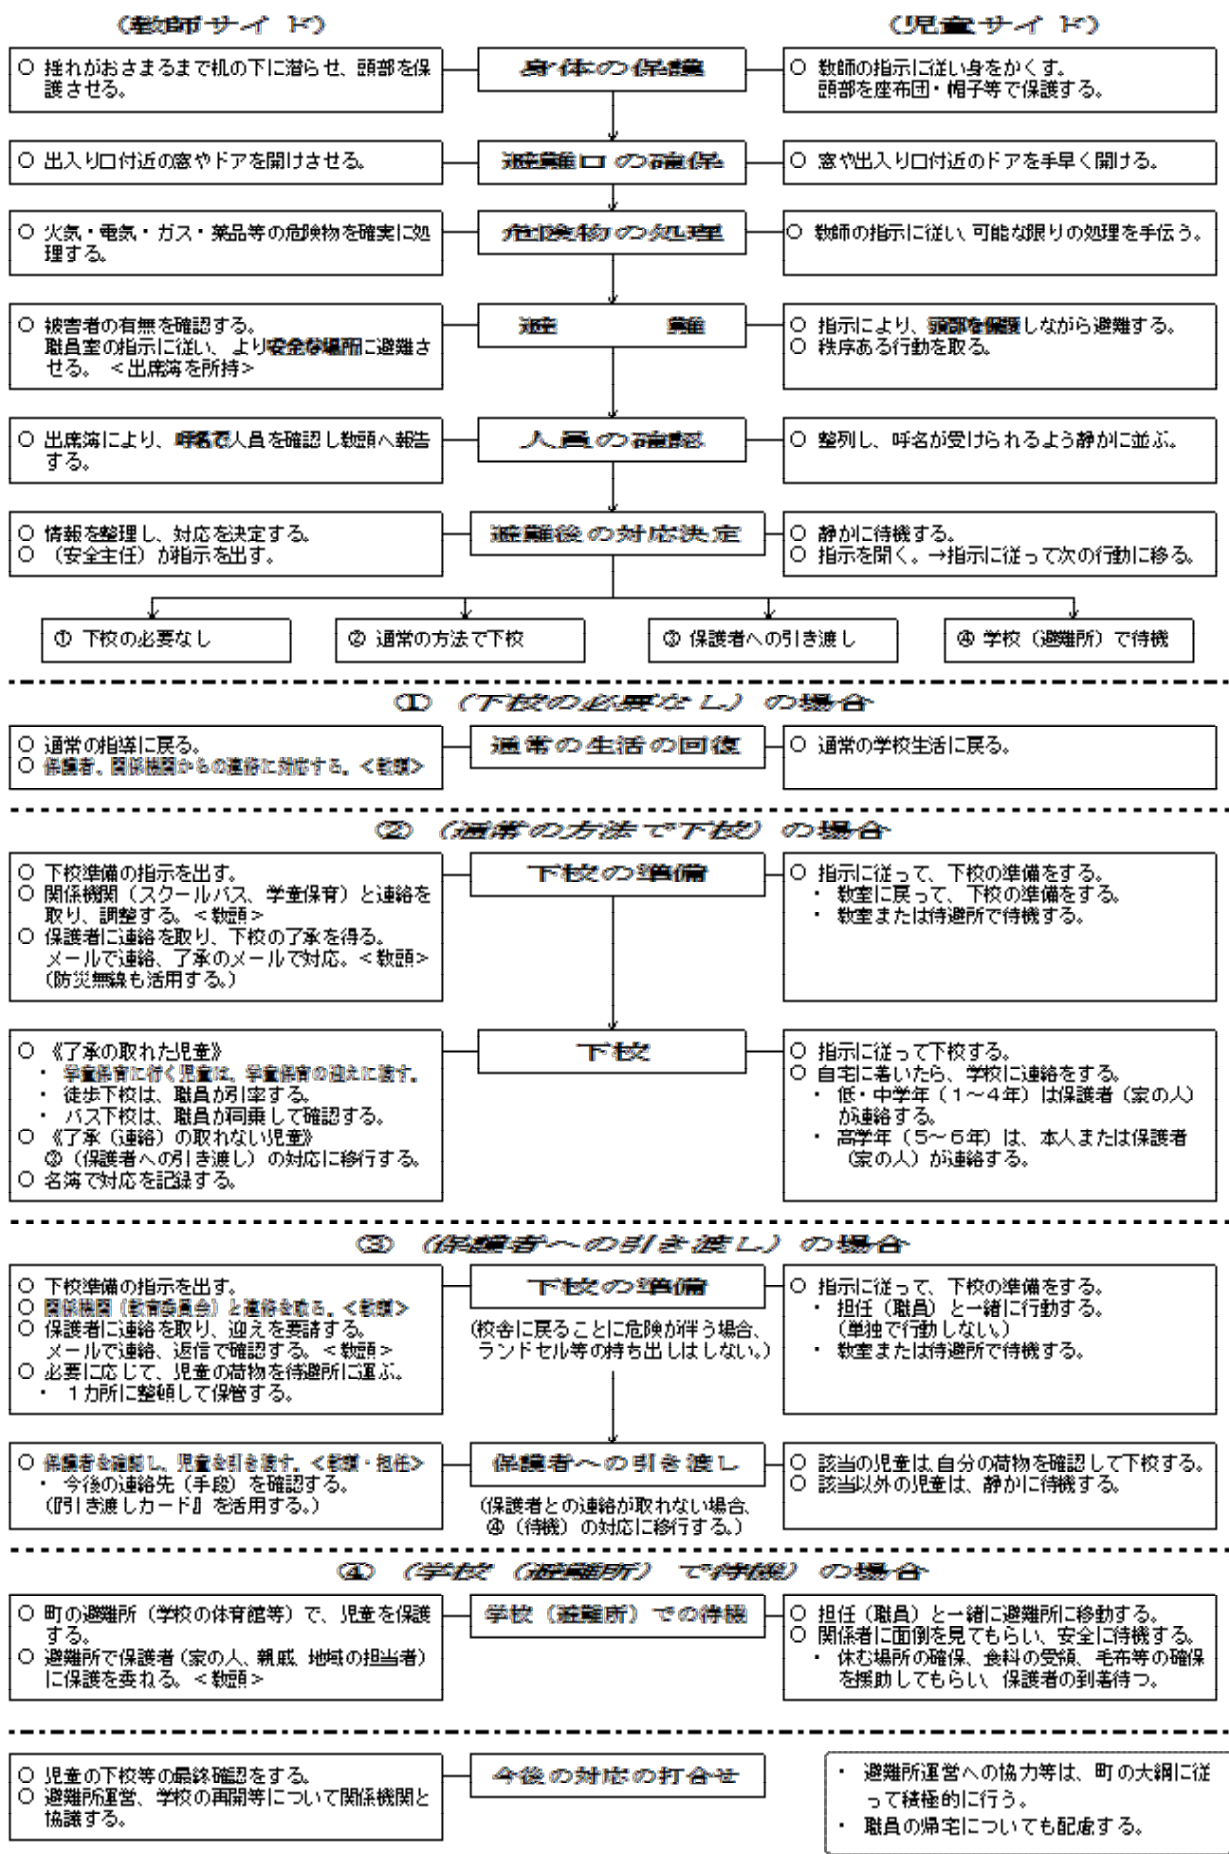 (教師サイド)
(児童サイド)
○ 揺れがおさまるまで机の下に潜らせ、頭部を保
護させる。
身体の保護
○ 教師の指示に従い身をかくす。
頭部を座布団・帽子等で保護する。
○ 出入り口付近の窓やドアを開けさせる。
避難口の確保
○ 窓や出入り口付近のドアを手早く開ける。
○ 火気・電気・ガス・薬品等の危険物を確実に処
理する。
危険物の処理
○ 教師の指示に従い、可能な限りの処理を手伝う。
○ 被害者の有無を確認する。
職員室の指示に従い、より安全な場所に避難さ
せる。 <出席簿を所持>
避 難
○ 指示により、頭部を保護しながら避難する。
○ 秩序ある行動を取る。
○ 出席簿により、呼名で人員を確認し教頭へ報告
する。
人員の確認
○ 整列し、呼名が受けられるよう静かに並ぶ。
○ 情報を整理し、対応を決定する。
○ (安全主任)が指示を出す。
避難後の対応決定
○ 静かに待機する。
○ 指示を聞く。→指示に従って次の行動に移る。
① 下校の必要なし
② 通常の方法で下校
③ 保護者への引き渡し
④ 学校(避難所)で待機
① (下校の必要なし)の場合
○ 通常の指導に戻る。
○ 保護者、関係機関からの連絡に対応する。<教頭>
通常の生活の回復
○ 通常の学校生活に戻る。
② (通常の方法で下校)の場合
○ 下校準備の指示を出す。
○ 関係機関(スクールバス、学童保育)と連絡を
取り、調整する。<教頭>
○ 保護者に連絡を取り、下校の了承を得る。
メールで連絡、了承のメールで対応。<教頭>
(防災無線も活用する。)
下校の準備
○ 指示に従って、下校の準備をする。
・ 教室に戻って、下校の準備をする。
・ 教室または待避所で待機する。
○ 《了承の取れた児童》
・ 学童保育に行く児童は、学童保育の迎えに渡す。
・ 徒歩下校は、職員が引率する。
・ バス下校は、職員が同乗して確認する。
○ 《了承(連絡)の取れない児童》
③(保護者への引き渡し)の対応に移行する。
○ 名簿で対応を記録する。
下校
○ 指示に従って下校する。
○ 自宅に着いたら、学校に連絡をする。
・ 低・中学年(1~4年)は保護者(家の人)
が連絡する。
・ 高学年(5~6年)は、本人または保護者
(家の人)が連絡する。
③ (保護者への引き渡し)の場合
○ 下校準備の指示を出す。
○ 関係機関(教育委員会)と連絡を取る。<教頭>
○ 保護者に連絡を取り、迎えを要請する。
メールで連絡、返信で確認する。<教頭>
○ 必要に応じて、児童の荷物を待避所に運ぶ。
・ 1カ所に整頓して保管する。
下校の準備
(校舎に戻ることに危険が伴う場合、
ランドセル等の持ち出しはしない。)
○ 指示に従って、下校の準備をする。
・ 担任(職員)と一緒に行動する。
(単独で行動しない。)
・ 教室または待避所で待機する。
○ 保護者を確認し、児童を引き渡す。<教頭・担任>
・ 今後の連絡先(手段)を確認する。
(『引き渡しカード』を活用する。)
保護者への引き渡し
(保護者との連絡が取れない場合、
④(待機)の対応に移行する。)
○ 該当の児童は、自分の荷物を確認して下校する。
○ 該当以外の児童は、静かに待機する。
④ (学校(避難所)で待機)の場合
○ 町の避難所(学校の体育館等)で、児童を保護
する。
○ 避難所で保護者(家の人、親戚、地域の担当者)
に保護を委ねる。<教頭>
学校(避難所)での待機
○ 担任(職員)と一緒に避難所に移動する。
○ 関係者に面倒を見てもらい、安全に待機する。
・ 休む場所の確保、食料の受領、毛布等の確保
を援助してもらい、保護者の到着待つ。
○ 児童の下校等の最終確認をする。
○ 避難所運営、学校の再開等について関係機関と
協議する。
今後の対応の打合せ
・ 避難所運営への協力等は、町の大綱に従
って積極的に行う。
・ 職員の帰宅についても配慮する。